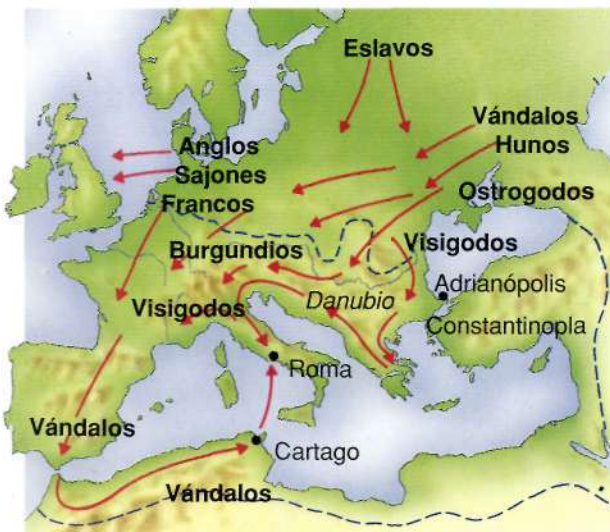 Eslavos
Vándalos
Hunos
Anglos
Sajones
Francos
Ostrogodos
Burgundios
Visigodos
Danubio
Adrianópolis
Visigodos
Constantinopla
Roma
Vándalos
Cartago
Vándalos